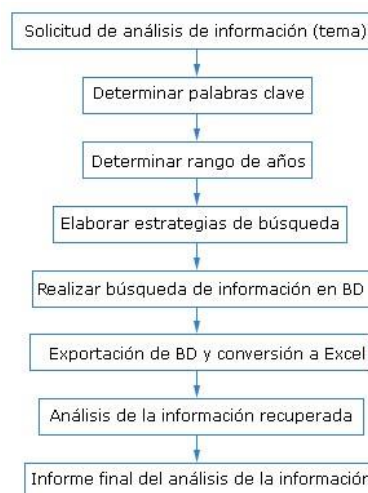 Solicitud de análisis de información (tema)
Determinar palabras clave
Determinar rango de años
Elaborar estrategias de búsqueda
Realizar búsqueda de información en BD
Exportación de BD y conversión a Excel
Análisis de la información recuperada
Informe final del análisis de la información